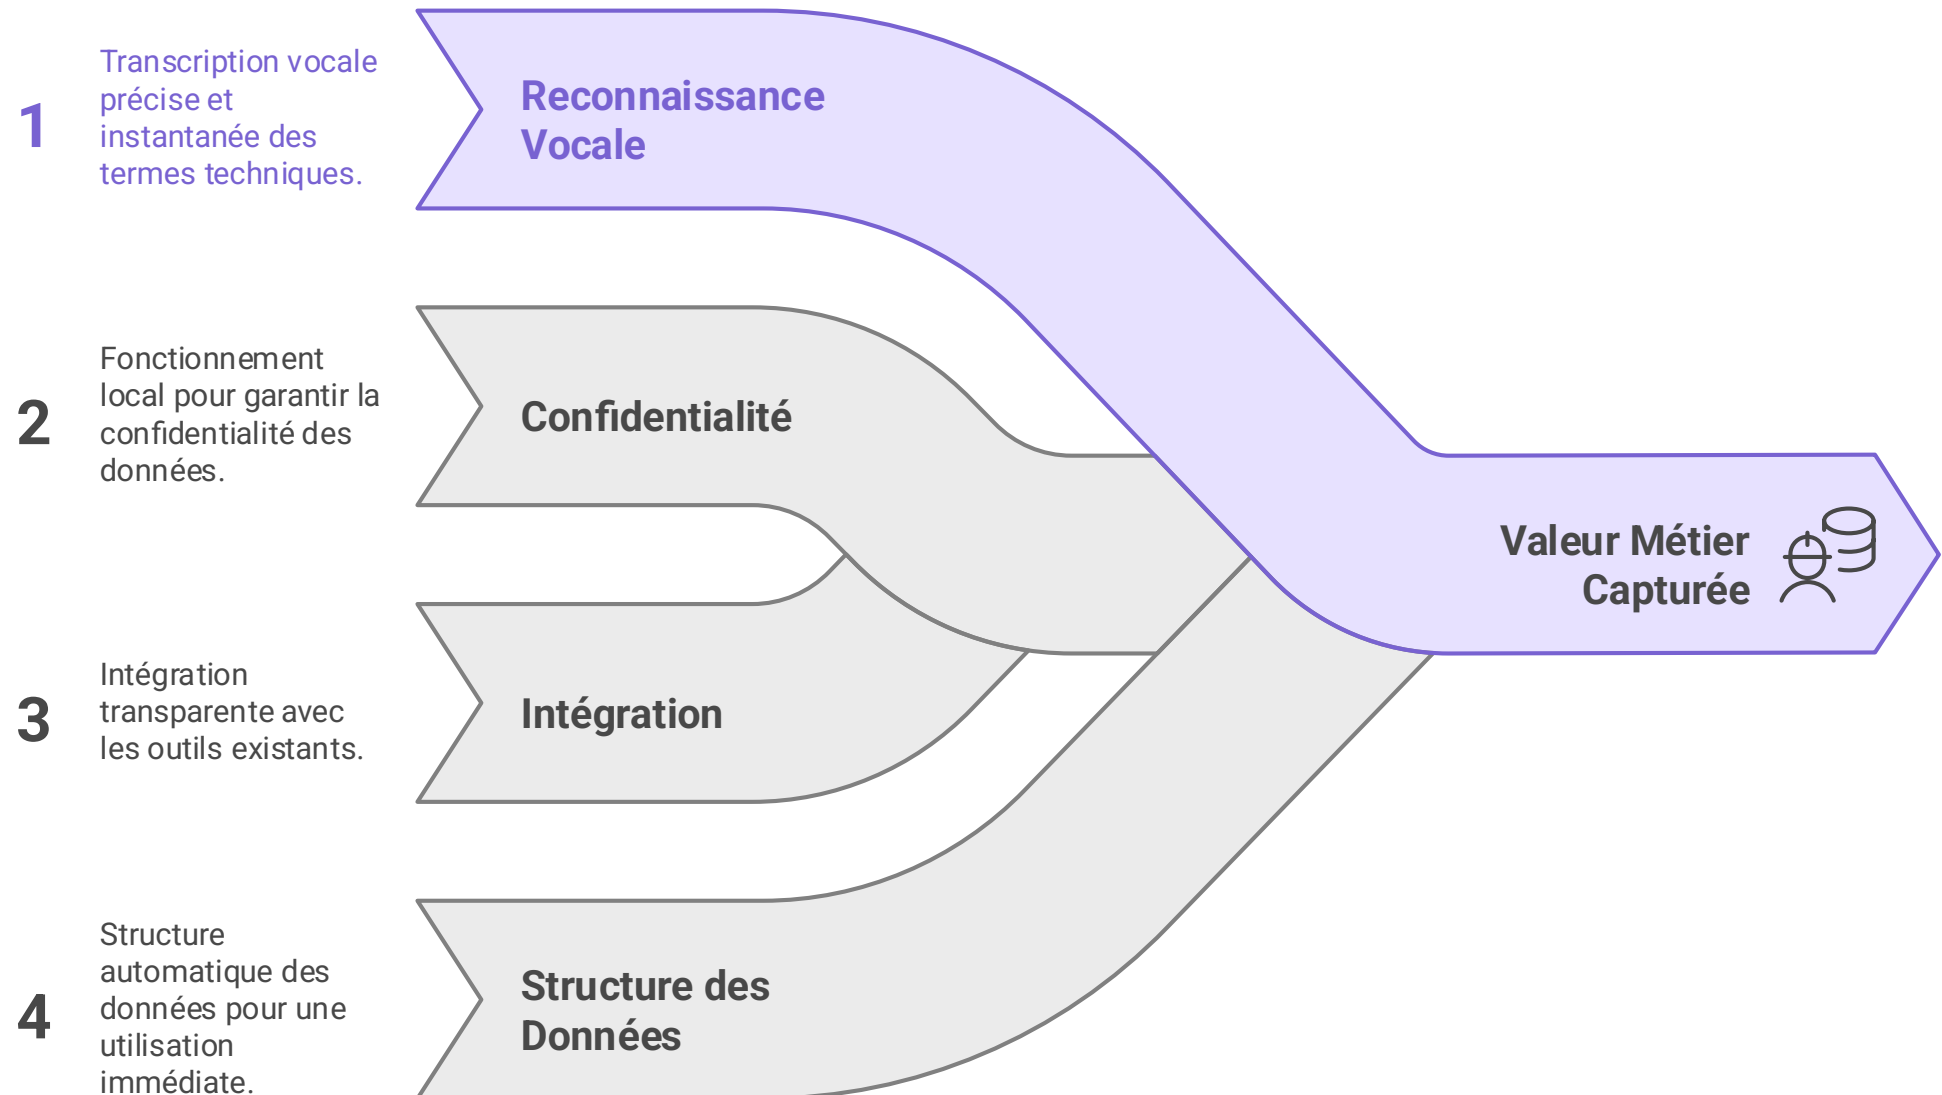 1
Transcription vocale
précise et
instantanée des
termes techniques.
Reconnaissance
Vocale
2
Fonctionnement
local pour garantir la
confidentialité des
données.
Confidentialité
3
Intégration
transparente avec
les outils existants.
Intégration
4
Structure
automatique des
données pour une
utilisation
immédiate.
Structure des
Données
Valeur Métier
Capturée